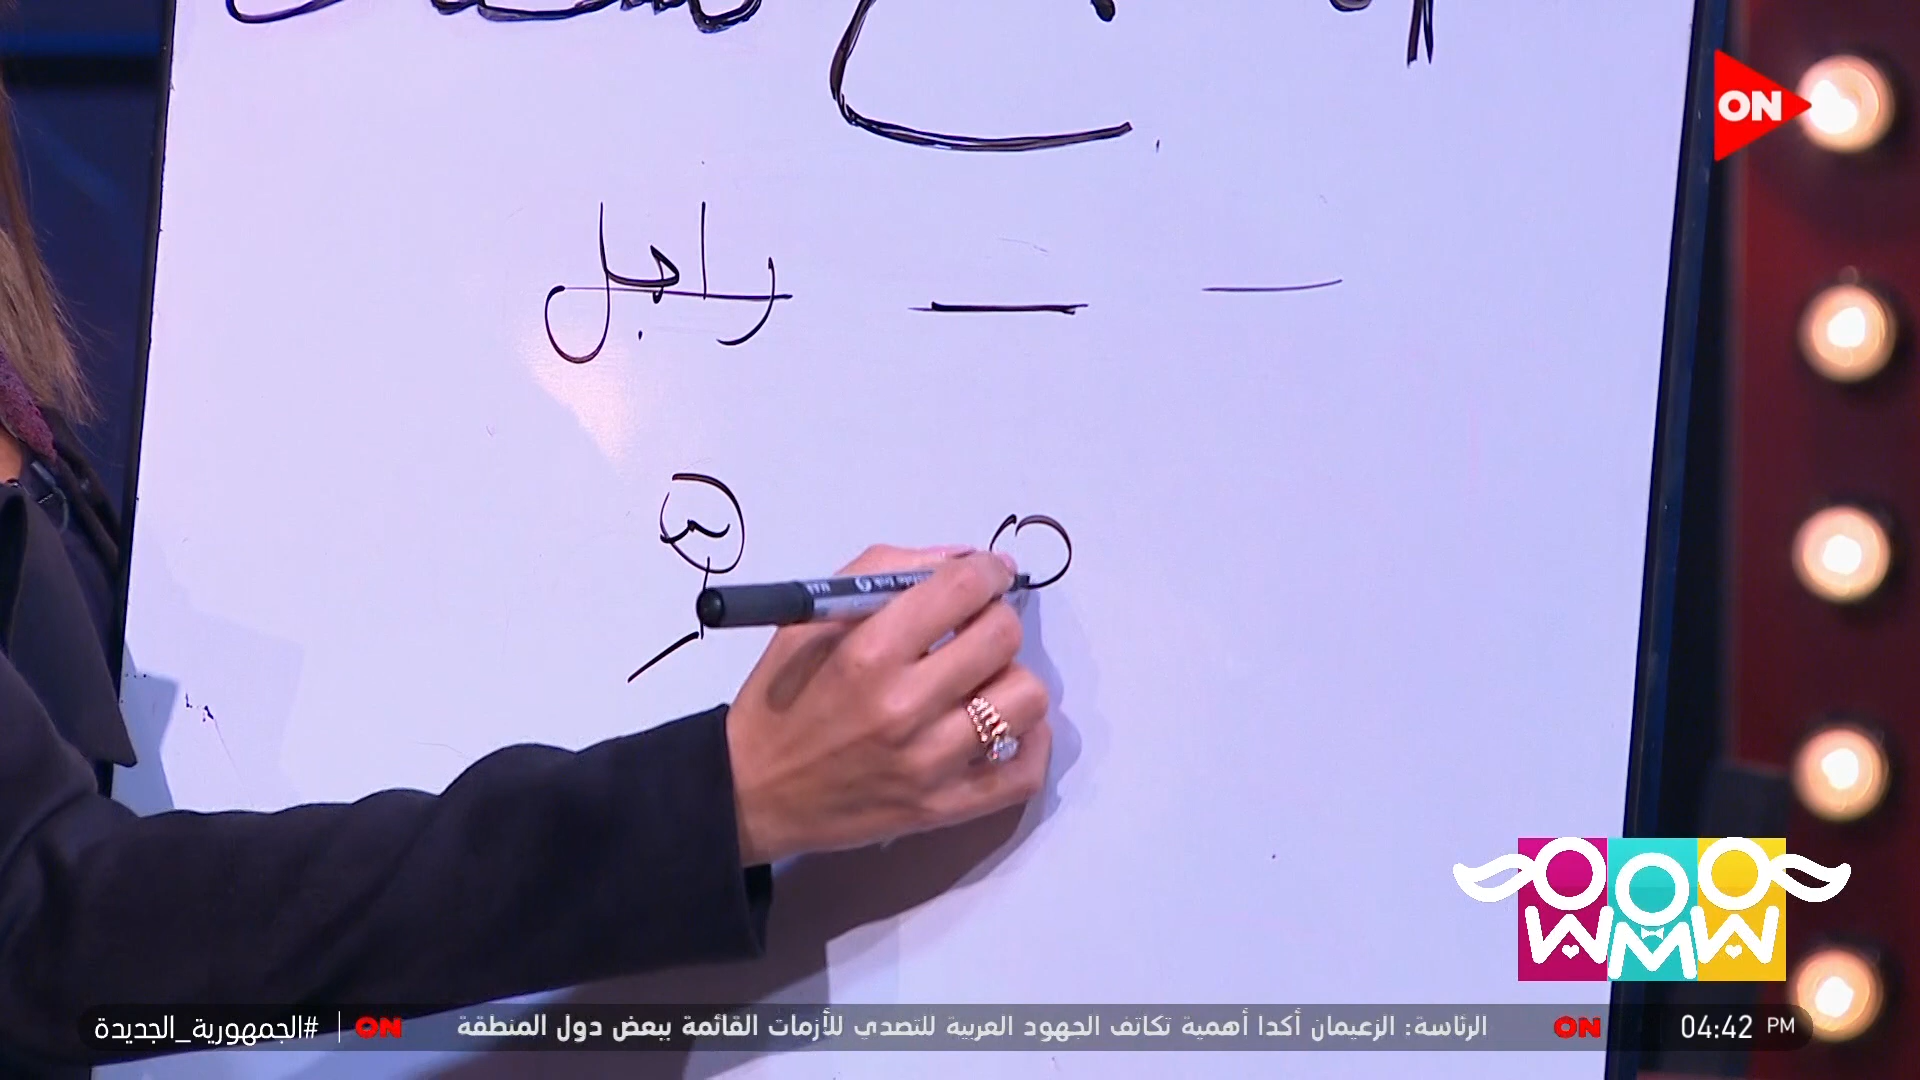 ON
راجل
الرئاسة: الزعيمان أكدا أهمية تكاتف الجهود العربية للتصدي للأزمات القائمة ببعض دول المنطقة
ON
#الجمهورية_الجديدة
ON
04:42 PM